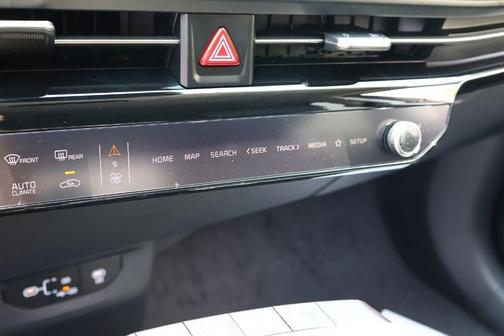 FRONT REAR HOME MAP SEARCH <SEEK TRACK> MEDIA ☆ SETUP
AUTO
CLIMATE